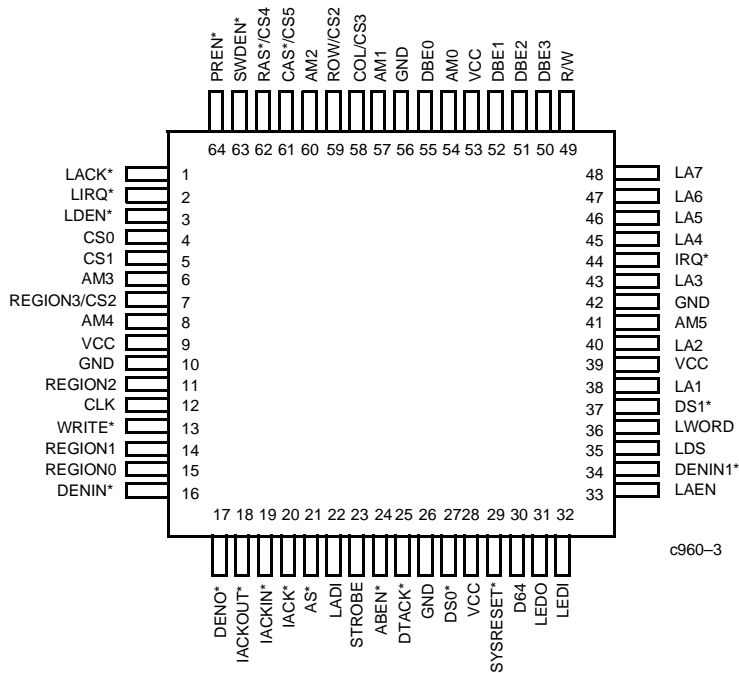 PREN*
SWDEN*
RAS*/CS4
CAS*/CS5
AM2
ROW/CS2
COL/CS3
AM1
GND
DBE0
AM0
VCC
DBE1
DBE2
DBE3
R/W
64 63 62 61 60 59 58 57 56 55 54 53 52 51 50 49
LACK* 1
LIRQ* 2
LDEN* 3
CS0 4
CS1 5
AM3 6
REGION3/CS2 7
AM4 8
VCC 9
GND 10
REGION2 11
CLK 12
WRITE* 13
REGION1 14
REGION0 15
DENIN* 16
48 LA7
47 LA6
46 LA5
45 LA4
44 IRQ*
43 LA3
42 GND
41 AM5
40 LA2
39 VCC
38 LA1
37 DS1*
36 LWORD
35 LDS
34 DENIN1*
33 LAEN
17 18 19 20 21 22 23 24 25 26 27 28 29 30 31 32
DENO*
IACKOUT*
IACKIN*
IACK*
AS*
LADI
STROBE
ABEN*
DTACK*
GND
DS0*
VCC
SYSRESET*
D64
LEDO
LEDI
c960–3